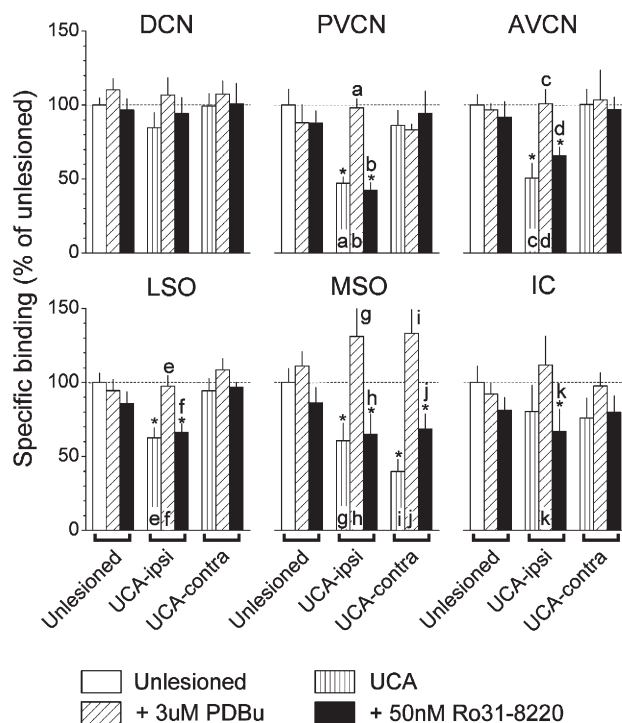 DCN PVCN AVCN
150
100
50
0
a
b
*
*
a b
c
d
*
*
c d
LSO MSO IC
150
100
50
0
e
f
*
*
e f
g
h
*
*
g h
i
j
*
*
i j
k
*
k
Specific binding (% of unlesioned)
Unlesioned UCA-ipsi UCA-contra Unlesioned UCA-ipsi UCA-contra Unlesioned UCA-ipsi UCA-contra
Unlesioned UCA
+ 3uM PDBu + 50nM Ro31-8220